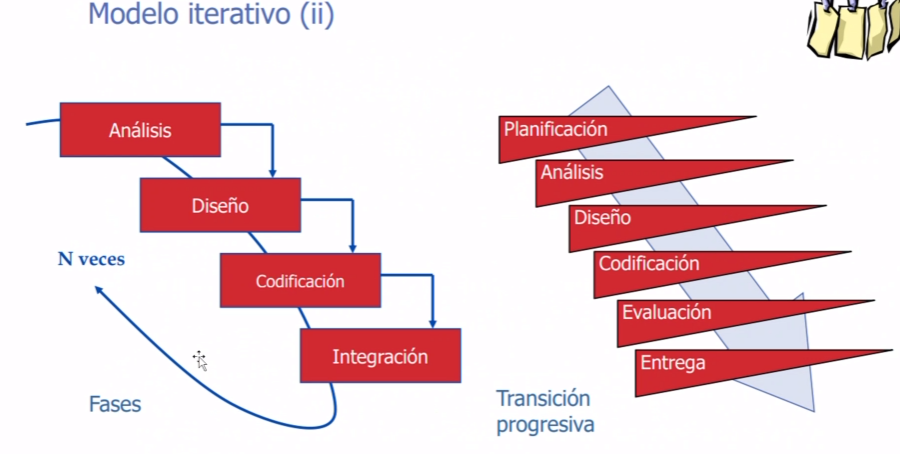 Modelo iterativo (ii)
Análisis
Diseño
Codificación
Integración
N veces
Fases
Planificación
Análisis
Diseño
Codificación
Evaluación
Entrega
Transición
progresiva